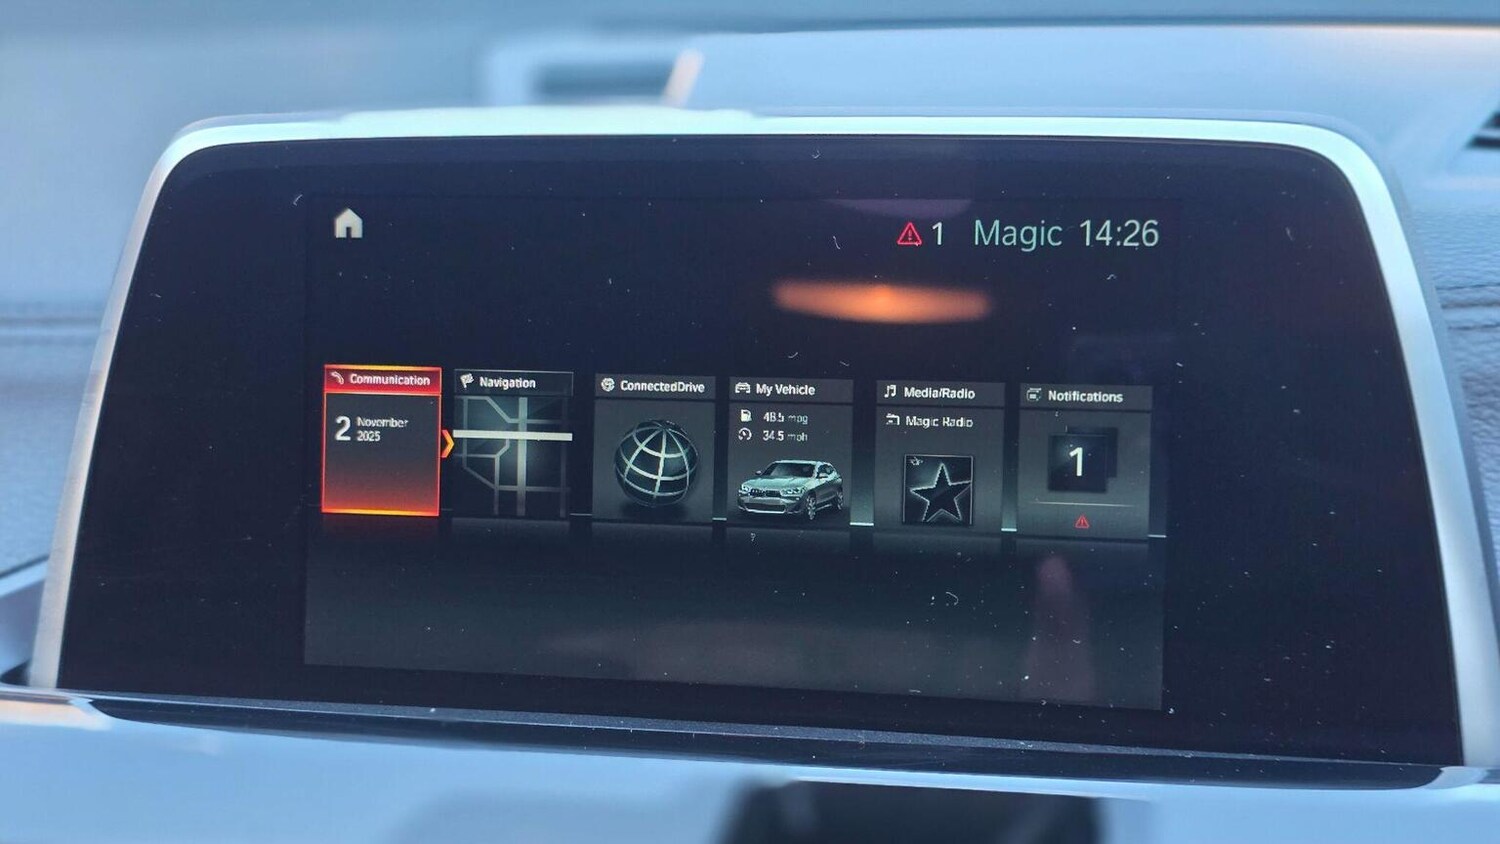 1 Magic 14:26
Communication
2 November
2025
Navigation
ConnectedDrive
My Vehicle
48.5 mpg
34.5 mph
Media/Radio
Magic Radio
Notifications
1